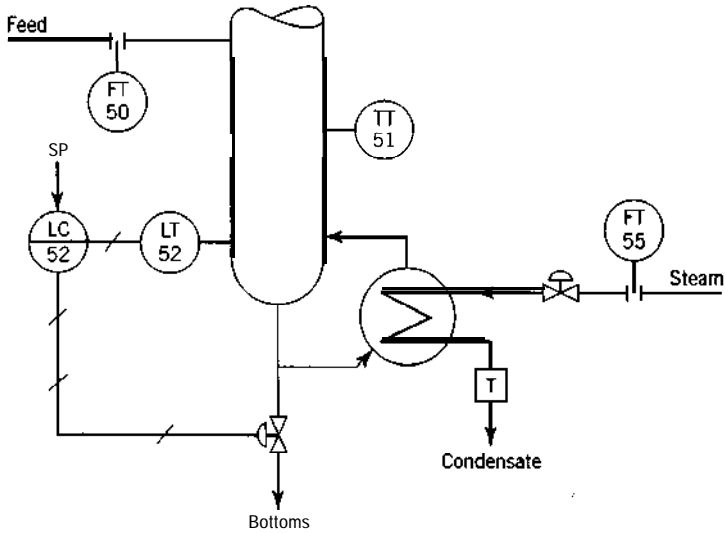 Feed
FT
50
TT
51
SP
LC
52
LT
52
FT
55
Steam
T
Condensate
Bottoms